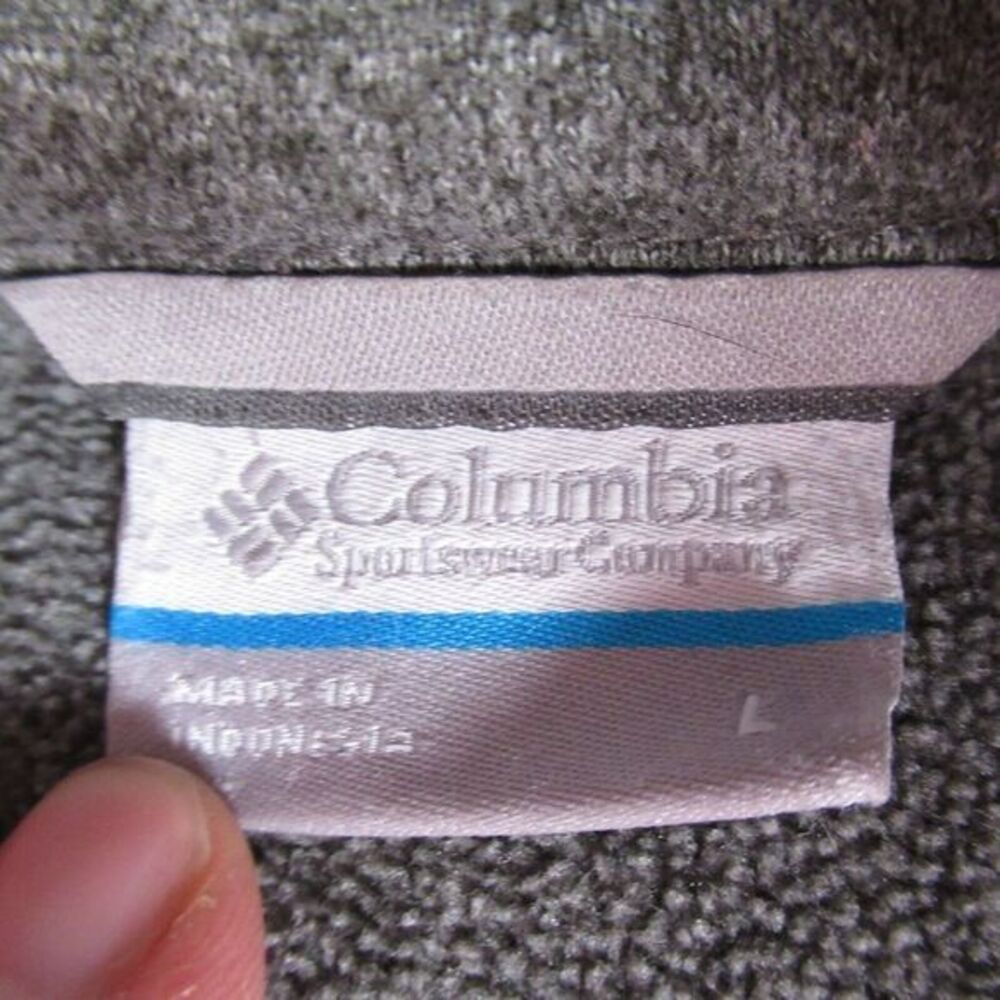 Columbia
Sportswear Company
MADE IN
INDONESIA
L